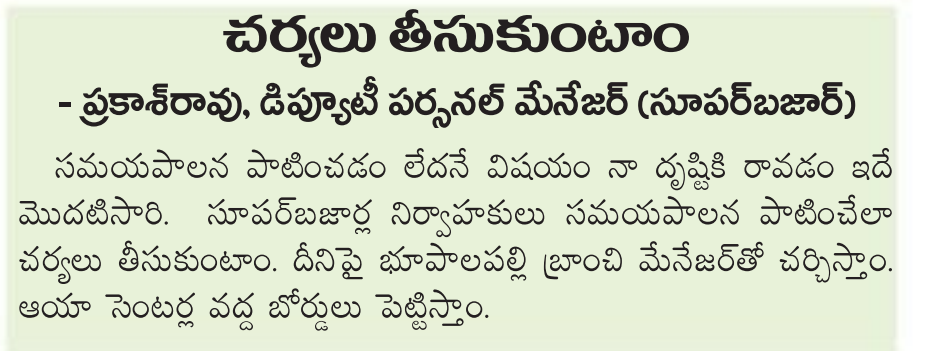 చర్యలు తీసుకుంటాం
- ప్రకాశ్‌రావు, డిప్యూటీ పర్సనల్ మేనేజర్ (సూపర్‌బజార్)
సమయపాలన పాటించడం లేదనే విషయం నా దృష్టికి రావడం ఇదే
మొదటిసారి. సూపర్‌బజార్ల నిర్వాహకులు సమయపాలన పాటించేలా
చర్యలు తీసుకుంటాం. దీనిపై భూపాలపల్లి బ్రాంచి మేనేజర్‌తో చర్చిస్తాం.
ఆయా సెంటర్ల వద్ద బోర్డులు పెట్టిస్తాం.